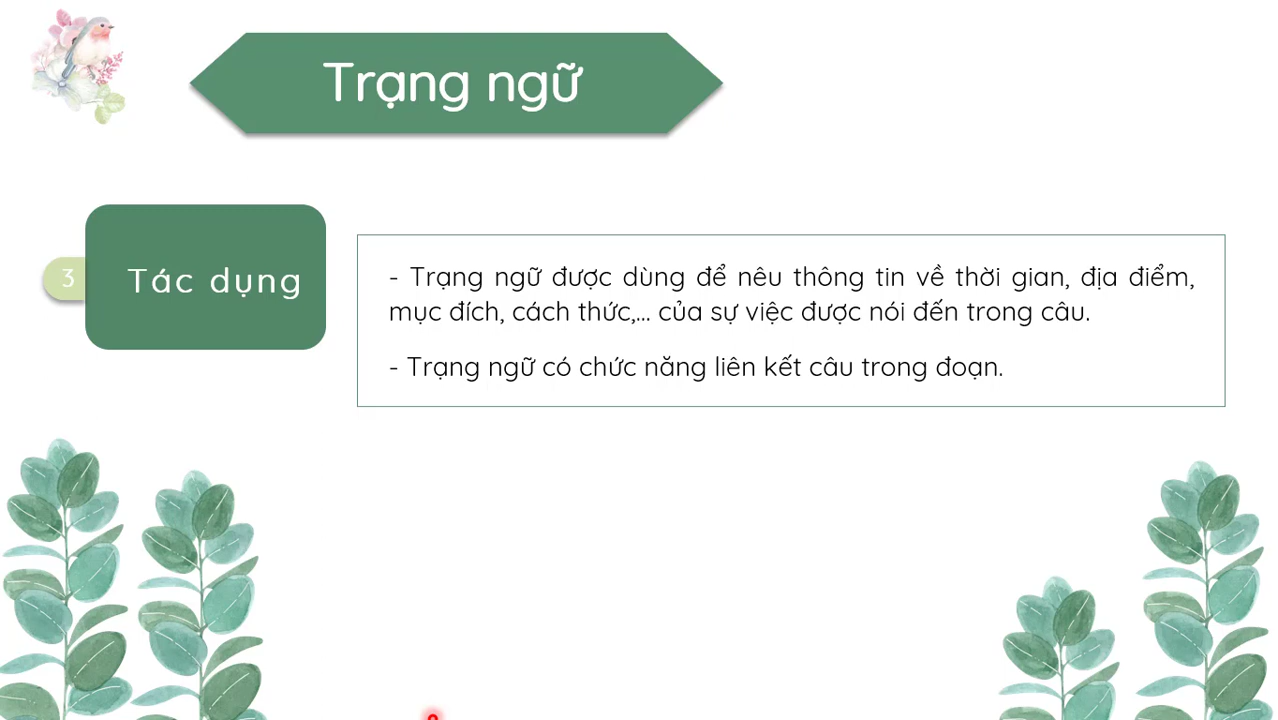 Trạng ngữ
3
Tác dụng
- Trạng ngữ được dùng để nêu thông tin về thời gian, địa điểm,
mục đích, cách thức,... của sự việc được nói đến trong câu.
- Trạng ngữ có chức năng liên kết câu trong đoạn.